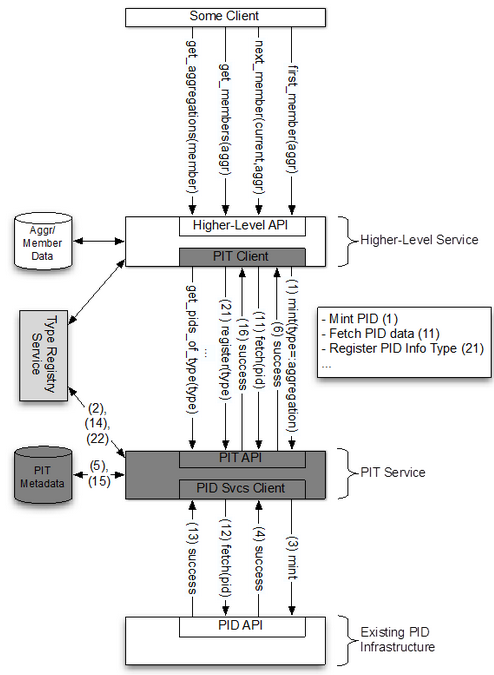 Some Client
get_aggregations(member)
get_members(aggr)
next_member(current,aggr)
first_member(aggr)
Higher-Level API
PIT Client
Aggr/
Member
Data
Higher-Level Service
get_pids_of_type(type)
...
(21) register(type)
(16) success
(11) fetch(pid)
(6) success
(1) mint(type=:aggregation)
- Mint PID (1)
- Fetch PID data (11)
- Register PID Info Type (21)
...
Type Registry
Service
(2),
(14),
(22)
PIT
Metadata
(5),
(15)
PIT API
PID Svcs Client
PIT Service
(13) success
(12) fetch(pid)
(4) success
(3) mint
PID API
Existing PID
Infrastructure